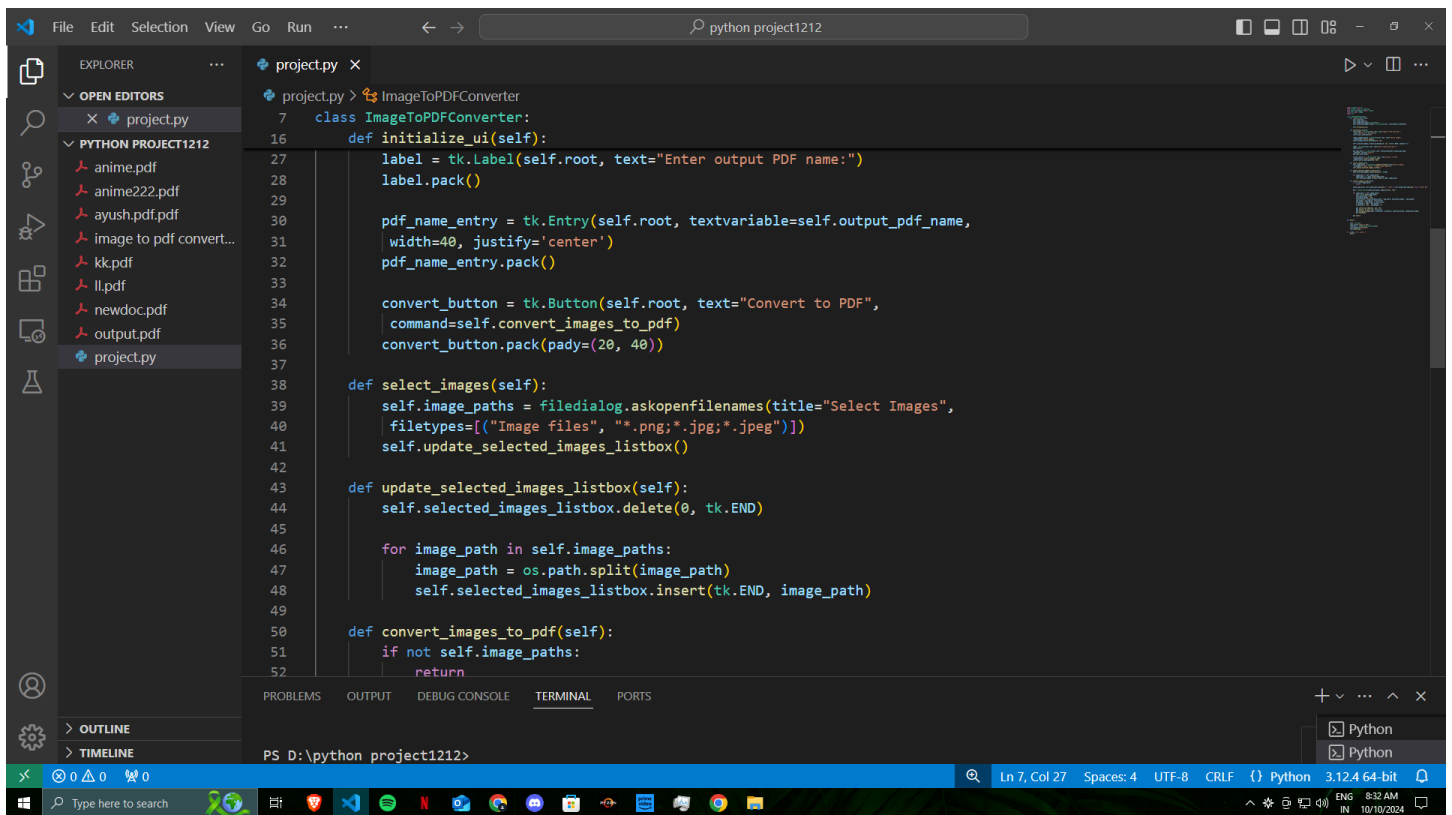 File Edit Selection View Go Run ··· python project1212
EXPLORER ···
OPEN EDITORS
project.py
PYTHON PROJECT1212
anime.pdf
anime222.pdf
ayush.pdf.pdf
image to pdf convert...
kk.pdf
ll.pdf
newdoc.pdf
output.pdf
project.py
OUTLINE
TIMELINE
project.py
project.py > ImageToPDFConverter
7 class ImageToPDFConverter:
16 def initialize_ui(self):
27 label = tk.Label(self.root, text="Enter output PDF name:")
28 label.pack()
29
30 pdf_name_entry = tk.Entry(self.root, textvariable=self.output_pdf_name,
31 width=40, justify='center')
32 pdf_name_entry.pack()
33
34 convert_button = tk.Button(self.root, text="Convert to PDF",
35 command=self.convert_images_to_pdf)
36 convert_button.pack(pady=(20, 40))
37
38 def select_images(self):
39 self.image_paths = filedialog.askopenfilenames(title="Select Images",
40 filetypes=[("Image files", "*.png;*.jpg;*.jpeg")])
41 self.update_selected_images_listbox()
42
43 def update_selected_images_listbox(self):
44 self.selected_images_listbox.delete(0, tk.END)
45
46 for image_path in self.image_paths:
47 image_path = os.path.split(image_path)
48 self.selected_images_listbox.insert(tk.END, image_path)
49
50 def convert_images_to_pdf(self):
51 if not self.image_paths:
52 return
PROBLEMS OUTPUT DEBUG CONSOLE TERMINAL PORTS
Python
Python
PS D:\python project1212>
0 0 0 Ln 7, Col 27 Spaces: 4 UTF-8 CRLF {} Python 3.12.4 64-bit
Type here to search
ENG 8:32 AM
IN 10/10/2024